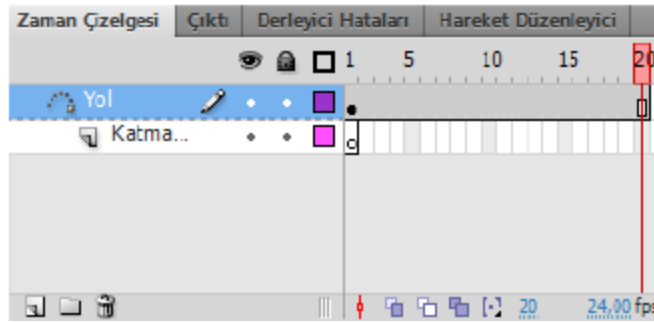 Zaman Çizelgesi Çıktı Derleyici Hataları Hareket Düzenleyici
1 5 10 15 20
Yol
Katma...
20 24,00 fps